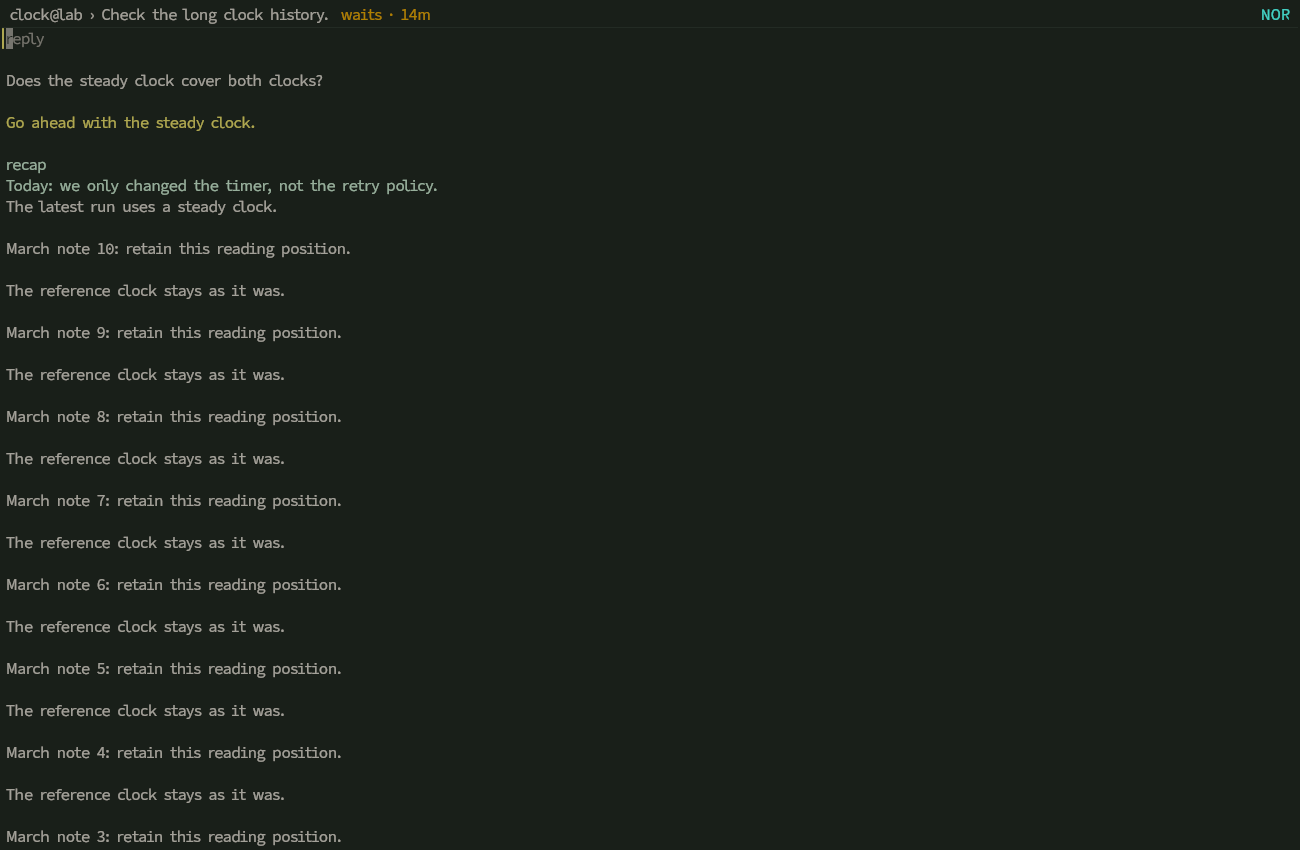 clock@lab › Check the long clock history. waits · 14m NOR
reply
Does the steady clock cover both clocks?
Go ahead with the steady clock.
recap
Today: we only changed the timer, not the retry policy.
The latest run uses a steady clock.
March note 10: retain this reading position.
The reference clock stays as it was.
March note 9: retain this reading position.
The reference clock stays as it was.
March note 8: retain this reading position.
The reference clock stays as it was.
March note 7: retain this reading position.
The reference clock stays as it was.
March note 6: retain this reading position.
The reference clock stays as it was.
March note 5: retain this reading position.
The reference clock stays as it was.
March note 4: retain this reading position.
The reference clock stays as it was.
March note 3: retain this reading position.